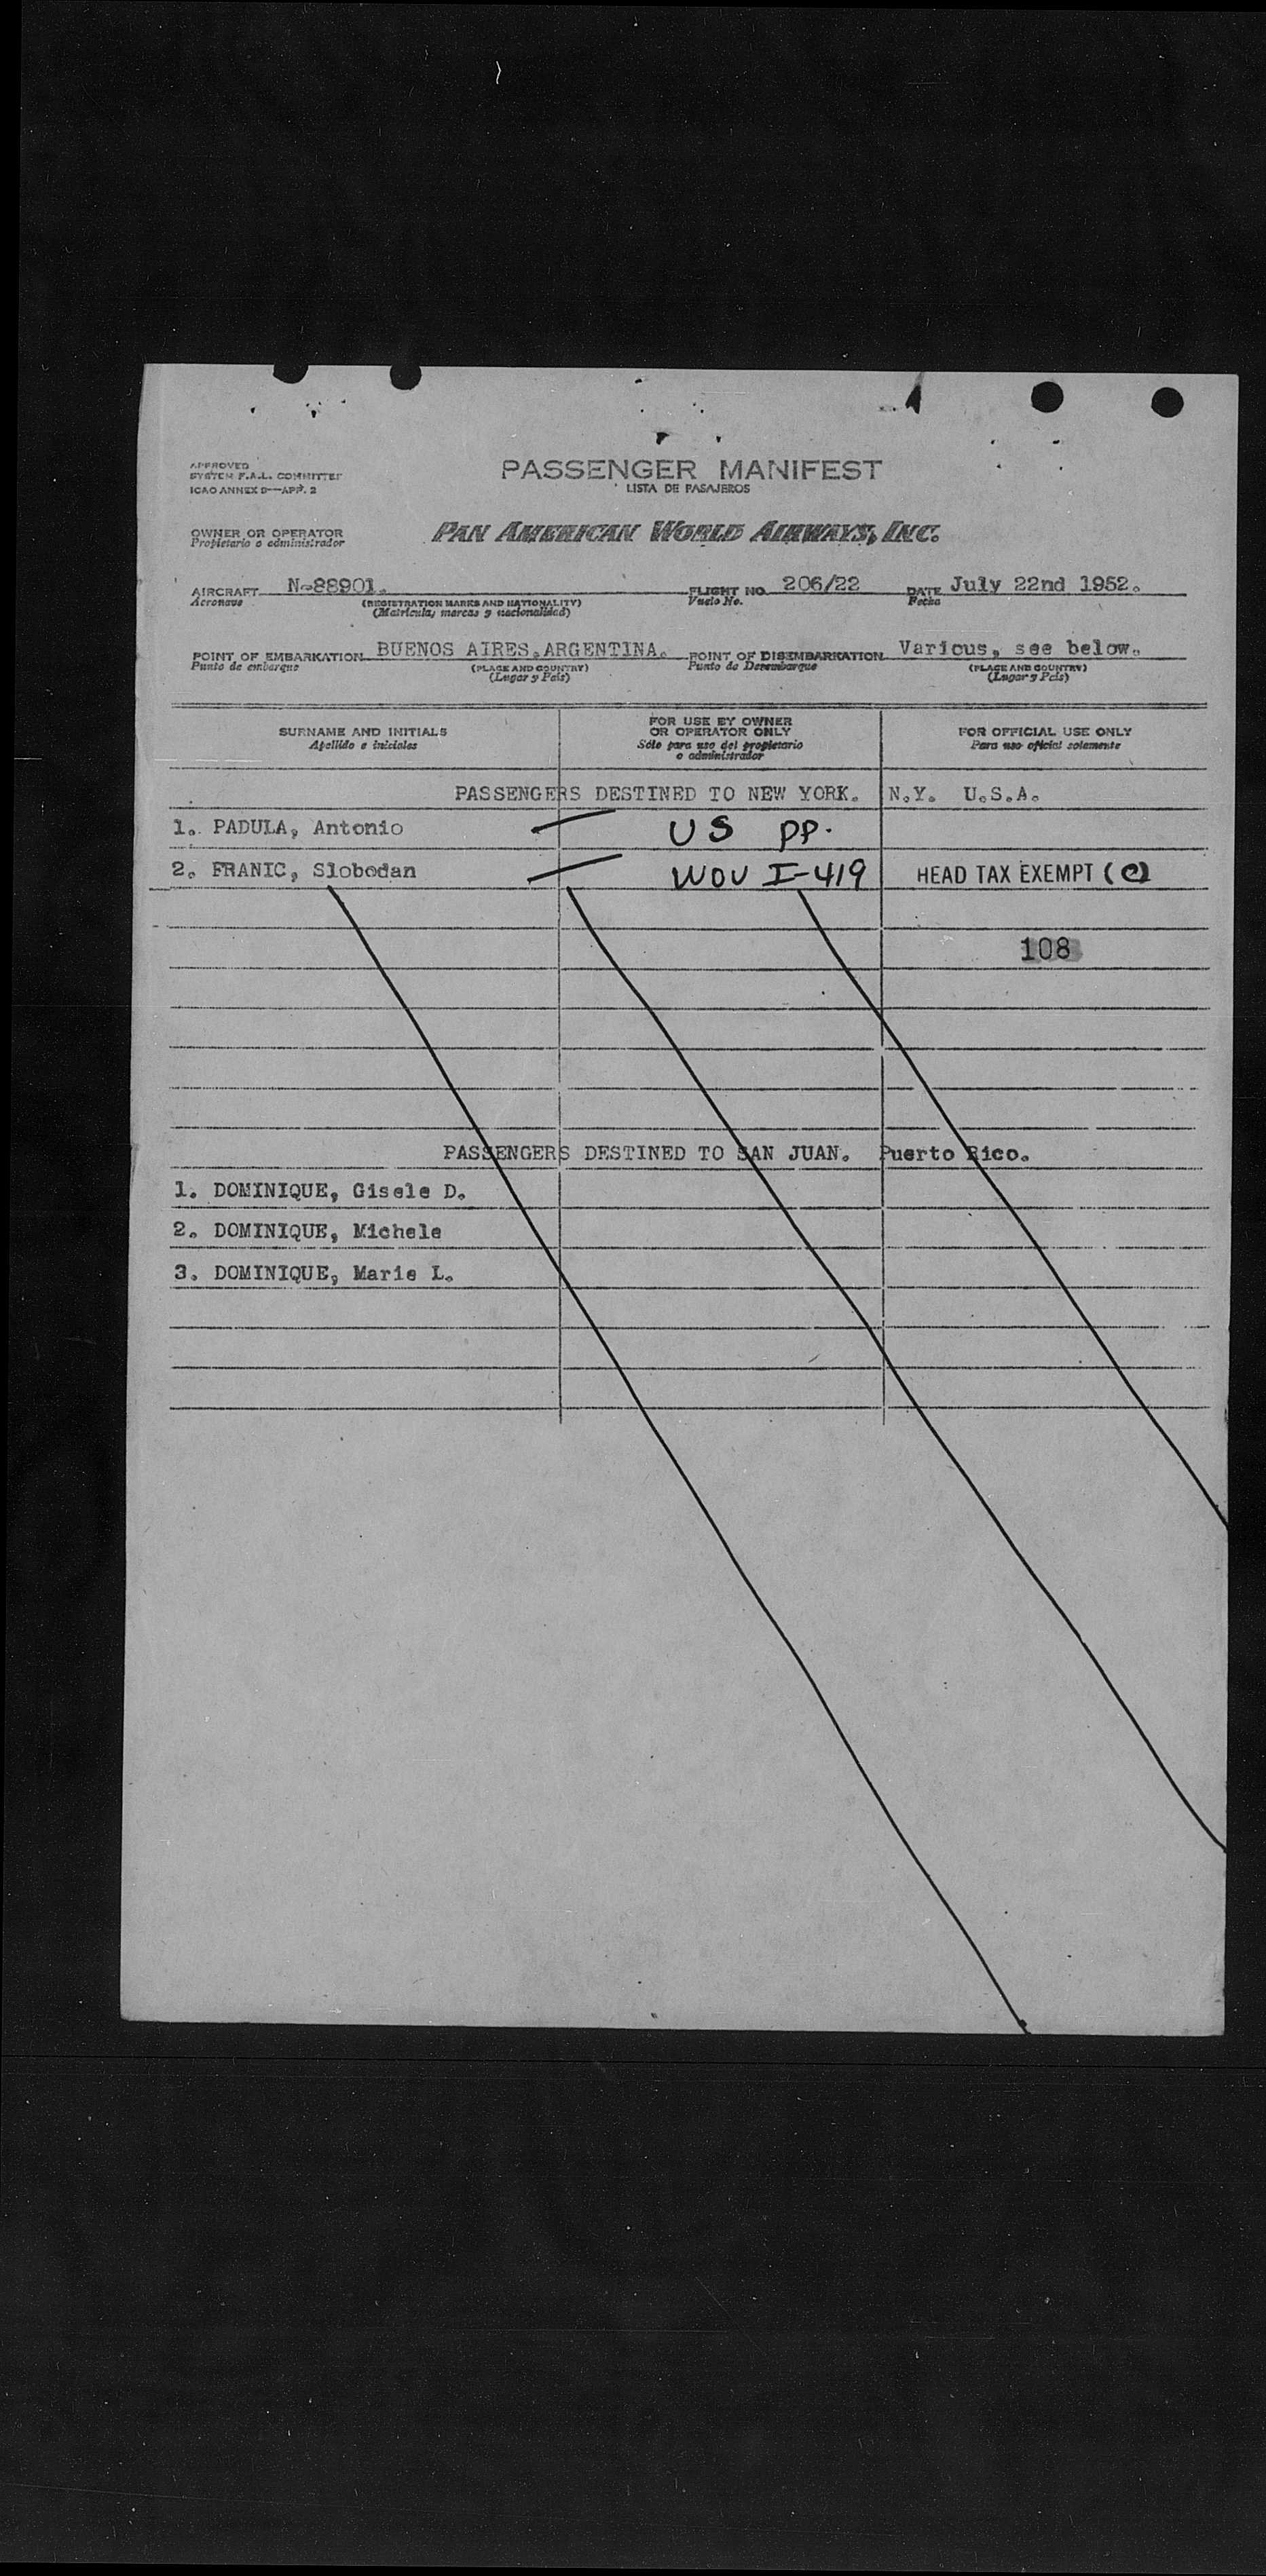 APPROVED
SYSTEM F.A.L. COMMITTEE
ICAO ANNEX 9—APP. 2
PASSENGER MANIFEST
LISTA DE PASAJEROS
OWNER OR OPERATOR
Propietario o administrador
PAN AMERICAN WORLD AIRWAYS, INC.
AIRCRAFT N-88901. FLIGHT NO. 206/22 DATE July 22nd 1952.
Aeronave (REGISTRATION MARKS AND NATIONALITY) Vuelo No. Fecha
(Matricula, marcas y nacionalidad)
POINT OF EMBARKATION BUENOS AIRES.ARGENTINA. POINT OF DISEMBARKATION Various, see below.
Punto de embarque (PLACE AND COUNTRY) Punto de Desembarque (PLACE AND COUNTRY)
(Lugar y Pais) (Lugar y Pais)
SURNAME AND INITIALS
Apellido e iniciales
FOR USE BY OWNER
OR OPERATOR ONLY
Sólo para uso del propietario
o administrador
FOR OFFICIAL USE ONLY
Para uso oficial solamente
PASSENGERS DESTINED TO NEW YORK. N.Y. U.S.A.
1. PADULA, Antonio US PP.
2. FRANIC, Slobodan WOV I-419 HEAD TAX EXEMPT (C)
108
PASSENGERS DESTINED TO SAN JUAN. Puerto Rico.
1. DOMINIQUE, Gisele D.
2. DOMINIQUE, Michele
3. DOMINIQUE, Marie L.